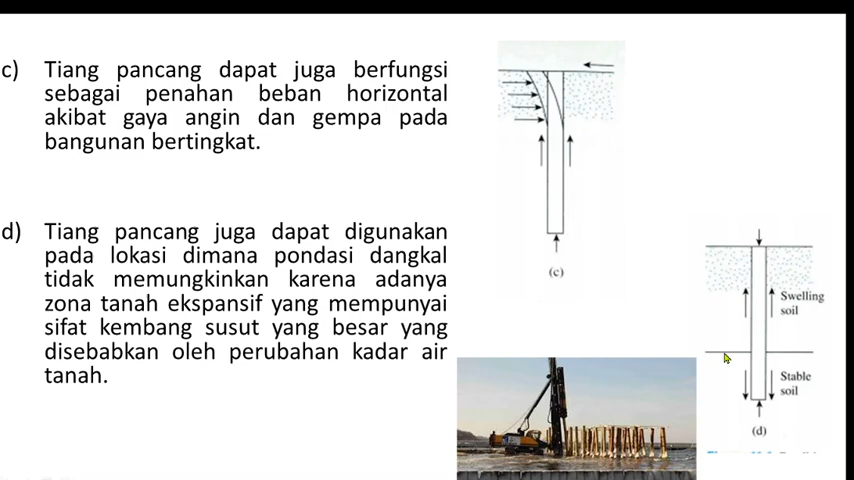 c) Tiang pancang dapat juga berfungsi
sebagai penahan beban horizontal
akibat gaya angin dan gempa pada
bangunan bertingkat.
(c)
d) Tiang pancang juga dapat digunakan
pada lokasi dimana pondasi dangkal
tidak memungkinkan karena adanya
zona tanah ekspansif yang mempunyai
sifat kembang susut yang besar yang
disebabkan oleh perubahan kadar air
tanah.
Swelling
soil
Stable
soil
(d)